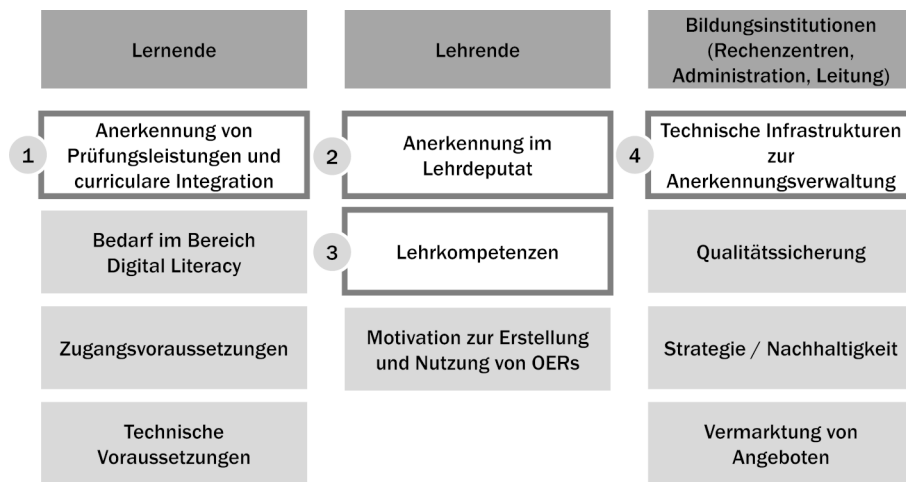 Lernende
Lehrende
Bildungsinstitutionen
(Rechenzentren,
Administration, Leitung)
1
Anerkennung von
Prüfungsleistungen und
curriculare Integration
2
Anerkennung im
Lehrdeputat
4
Technische Infrastrukturen
zur
Anerkennungsverwaltung
Bedarf im Bereich
Digital Literacy
3
Lehrkompetenzen
Qualitätssicherung
Zugangsvoraussetzungen
Motivation zur Erstellung
und Nutzung von OERs
Strategie / Nachhaltigkeit
Technische
Voraussetzungen
Vermarktung von
Angeboten